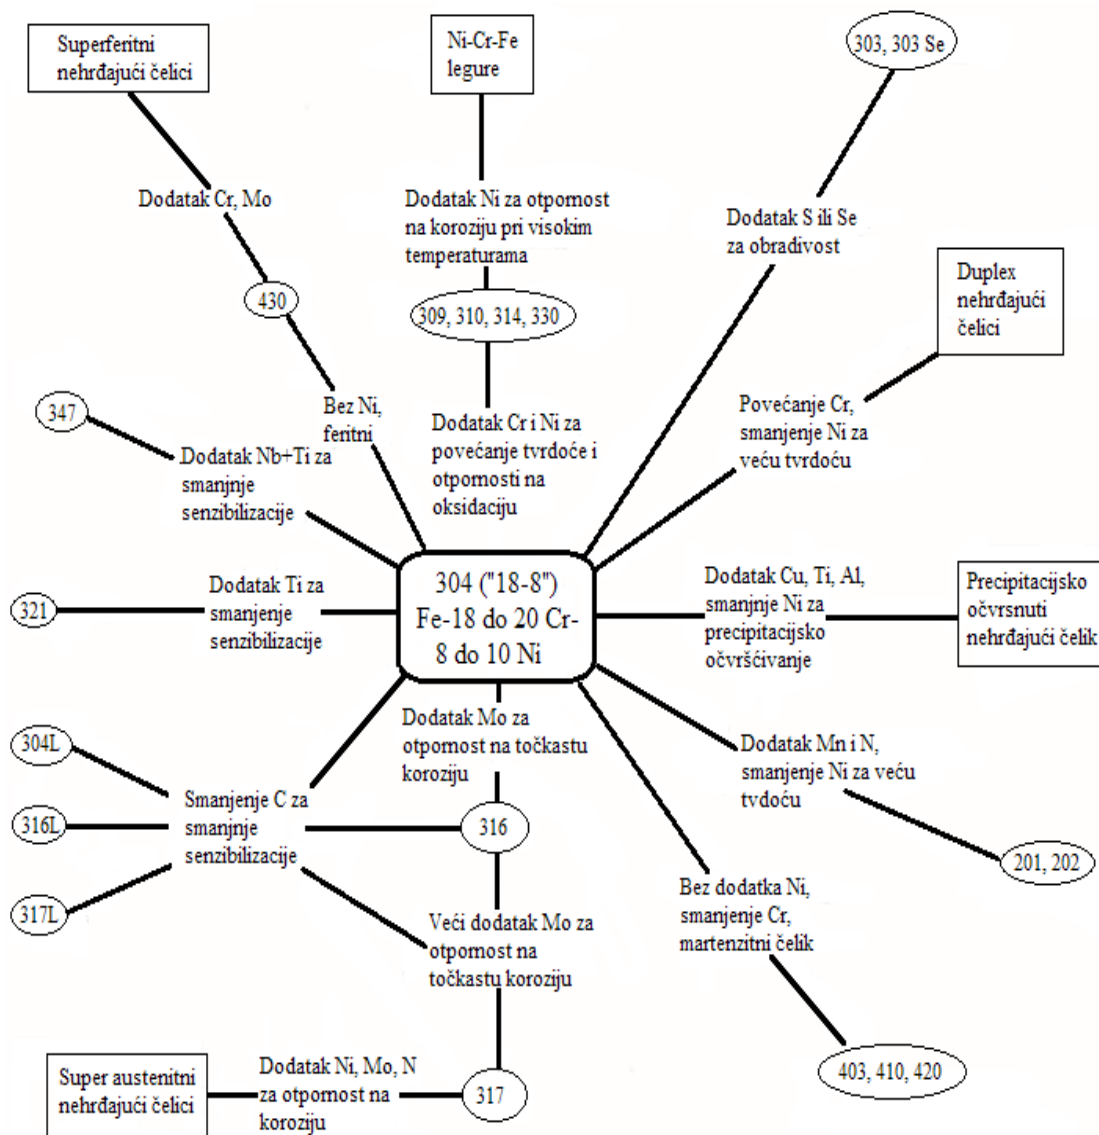 Superferitni
nehrđajući čelici
Ni-Cr-Fe
legure
303, 303 Se
Dodatak Cr, Mo
Dodatak Ni za otpornost
na koroziju pri visokim
temperaturama
Dodatak S ili Se
za obradivost
Duplex
nehrđajući
čelici
430
309, 310, 314, 330
347
Bez Ni,
feritni
Dodatak Cr i Ni za
povećanje tvrdoće i
otpornosti na
oksidaciju
Povećanje Cr,
smanjenje Ni za
veću tvrdoću
Dodatak Nb+Ti za
smanjnje
senzibilizacije
304 ("18-8")
Fe-18 do 20 Cr-
8 do 10 Ni
Dodatak Ti za
smanjenje
senzibilizacije
321
Dodatak Cu, Ti, Al,
smanjnje Ni za
precipitacijsko
očvršćivanje
Precipitacijsko
očvrsnuti
nehrđajući čelik
Dodatak Mo za
otpornost na točkastu
koroziju
304L
316L
317L
Smanjenje C za
smanjnje
senzibilizacije
316
Dodatak Mn i N,
smanjenje Ni za veću
tvdoću
201, 202
Bez dodatka Ni,
smanjenje Cr,
martenzitni čelik
Veći dodatak Mo za
otpornost na
točkastu koroziju
403, 410, 420
Super austenitni
nehrđajući čelici
Dodatak Ni, Mo, N
za otpornost na
koroziju
317